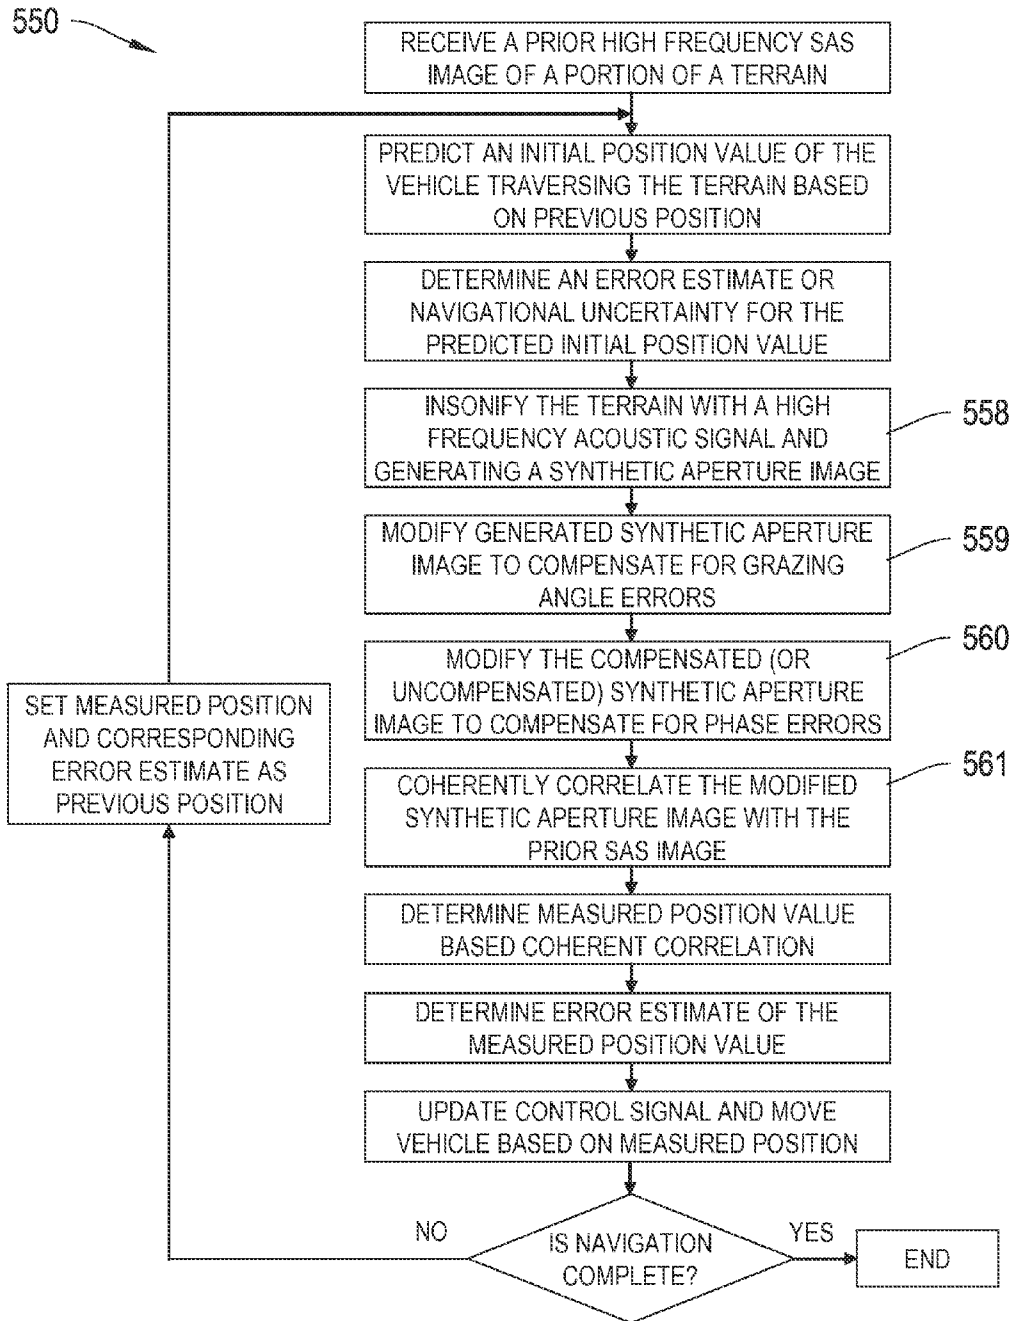 550
RECEIVE A PRIOR HIGH FREQUENCY SAS
IMAGE OF A PORTION OF A TERRAIN
PREDICT AN INITIAL POSITION VALUE OF THE
VEHICLE TRAVERSING THE TERRAIN BASED
ON PREVIOUS POSITION
DETERMINE AN ERROR ESTIMATE OR
NAVIGATIONAL UNCERTAINTY FOR THE
PREDICTED INITIAL POSITION VALUE
INSONIFY THE TERRAIN WITH A HIGH
FREQUENCY ACOUSTIC SIGNAL AND
GENERATING A SYNTHETIC APERTURE IMAGE
558
MODIFY GENERATED SYNTHETIC APERTURE
IMAGE TO COMPENSATE FOR GRAZING
ANGLE ERRORS
559
MODIFY THE COMPENSATED (OR
UNCOMPENSATED) SYNTHETIC APERTURE
IMAGE TO COMPENSATE FOR PHASE ERRORS
560
COHERENTLY CORRELATE THE MODIFIED
SYNTHETIC APERTURE IMAGE WITH THE
PRIOR SAS IMAGE
561
DETERMINE MEASURED POSITION VALUE
BASED COHERENT CORRELATION
DETERMINE ERROR ESTIMATE OF THE
MEASURED POSITION VALUE
UPDATE CONTROL SIGNAL AND MOVE
VEHICLE BASED ON MEASURED POSITION
IS NAVIGATION
COMPLETE?
YES
END
NO
SET MEASURED POSITION
AND CORRESPONDING
ERROR ESTIMATE AS
PREVIOUS POSITION